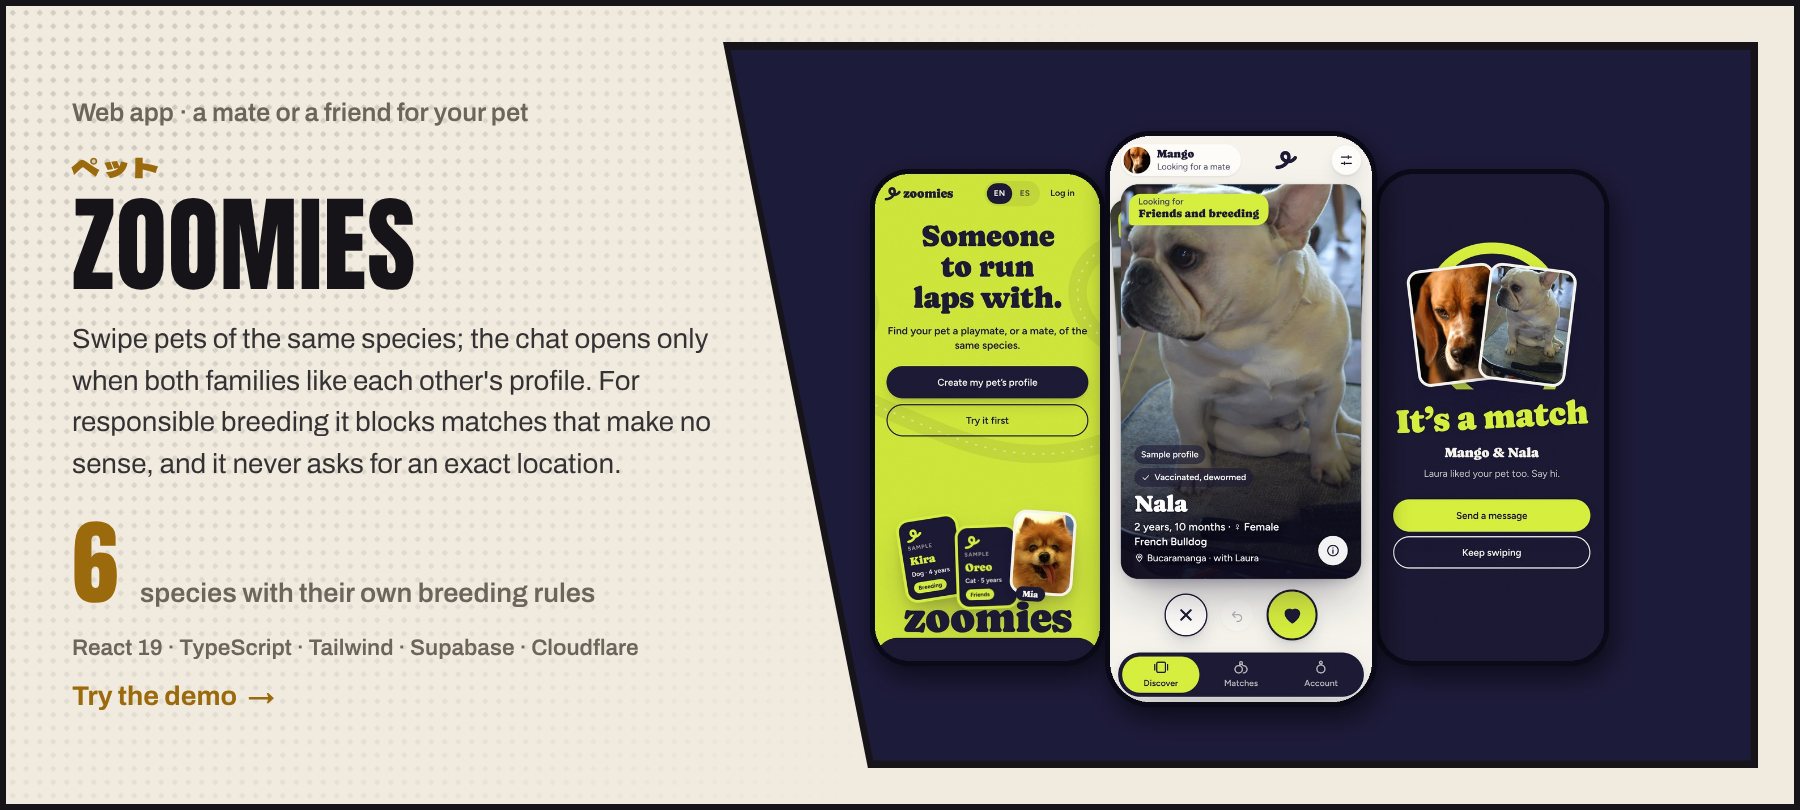 Web app · a mate or a friend for your pet
ペット
ZOOMIES
Swipe pets of the same species; the chat opens only
when both families like each other's profile. For
responsible breeding it blocks matches that make no
sense, and it never asks for an exact location.
6 species with their own breeding rules
React 19 · TypeScript · Tailwind · Supabase · Cloudflare
Try the demo →
zoomies
EN ES
Log in
Someone
to run
laps with.
Find your pet a playmate, or a mate, of the
same species.
Create my pet's profile
Try it first
SAMPLE
Kira
Dog · 4 years
Breeding
SAMPLE
Oreo
Cat · 5 years
Friends
Mia
zoomies
Mango
Looking for a mate
Looking for
Friends and breeding
Sample profile
✓ Vaccinated, dewormed
Nala
2 years, 10 months · ♀ Female
French Bulldog
Bucaramanga · with Laura
Discover
Matches
Account
It's a match
Mango & Nala
Laura liked your pet too. Say hi.
Send a message
Keep swiping